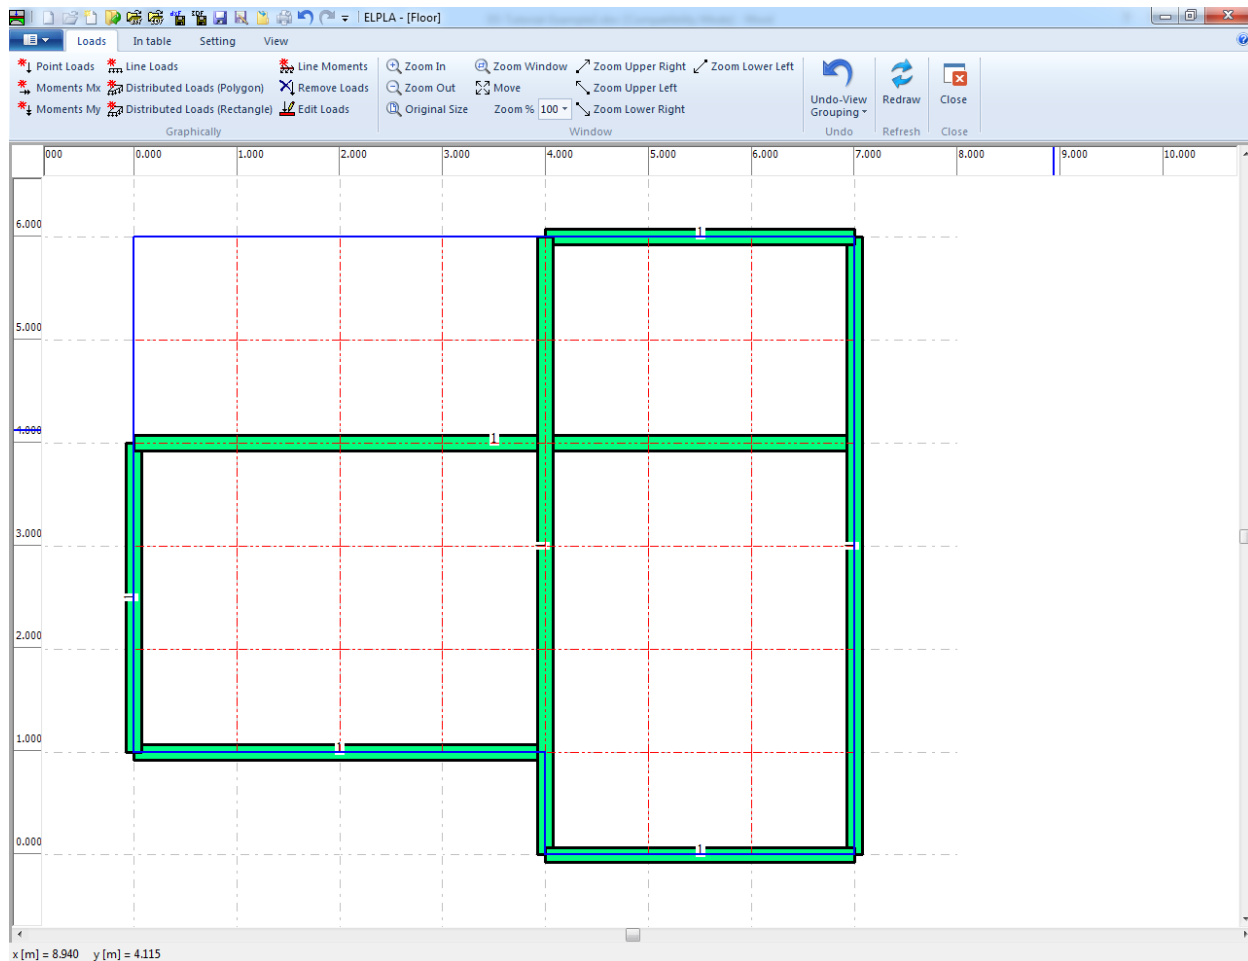 ELPLA - [Floor]
Loads In table Setting View
Point Loads Line Loads Line Moments Zoom In Zoom Window Zoom Upper Right Zoom Lower Left
Moments Mx Distributed Loads (Polygon) Remove Loads Zoom Out Move Zoom Upper Left
Moments My Distributed Loads (Rectangle) Edit Loads Original Size Zoom % 100 Zoom Lower Right
Undo-View Grouping Redraw Close
Graphically Window Undo Refresh Close
000 0.000 1.000 2.000 3.000 4.000 5.000 6.000 7.000 8.000 9.000 10.000
6.000
1
5.000
4.000
1
3.000
1 1
1
2.000
1.000
1
0.000
1
x [m] = 8.940 y [m] = 4.115